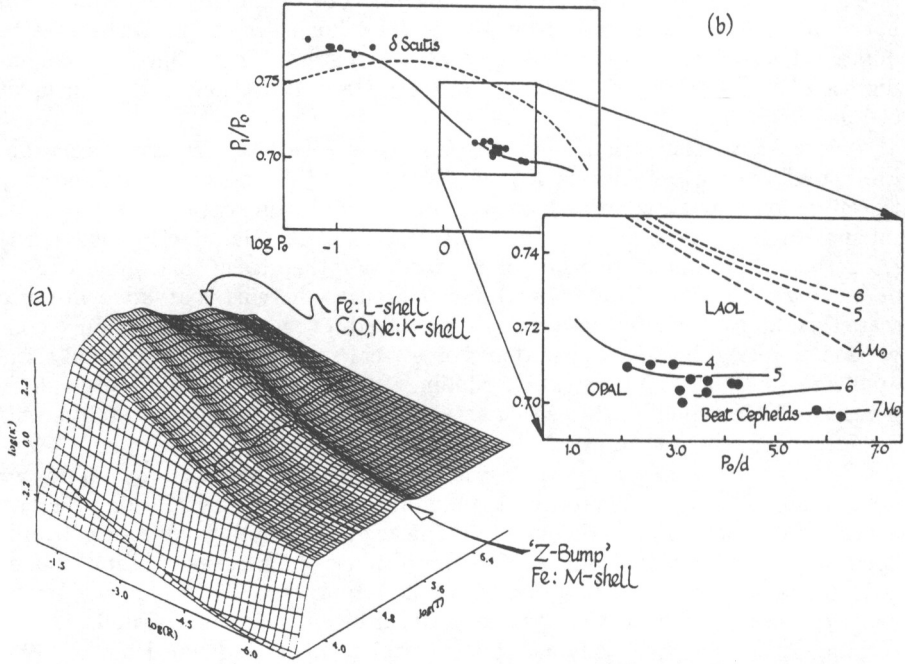 (b)
δ Scutis
0.75
P₁/P₀
0.70
log P₀
-1
0
0.74
0.72
0.70
LAOL
6
5
4M⊙
OPAL
4
5
6
Beat Cepheids
7M⊙
1.0
3.0
5.0
7.0
P₀/d
(a)
Fe: L-shell
C,O,Ne: K-shell
log(κ)
2.2
0.0
-2.2
-1.5
-3.0
-4.5
-6.0
log(R)
4.0
4.8
5.6
6.4
log(T)
'Z-Bump'
Fe: M-shell